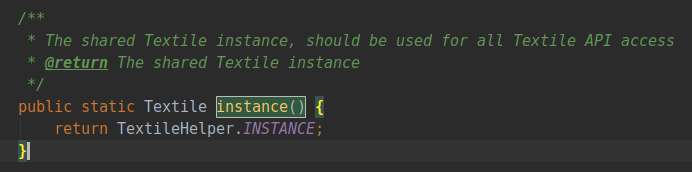 /**
 * The shared Textile instance, should be used for all Textile API access
 * @return The shared Textile instance
 */
public static Textile instance() {
    return TextileHelper.INSTANCE;
}